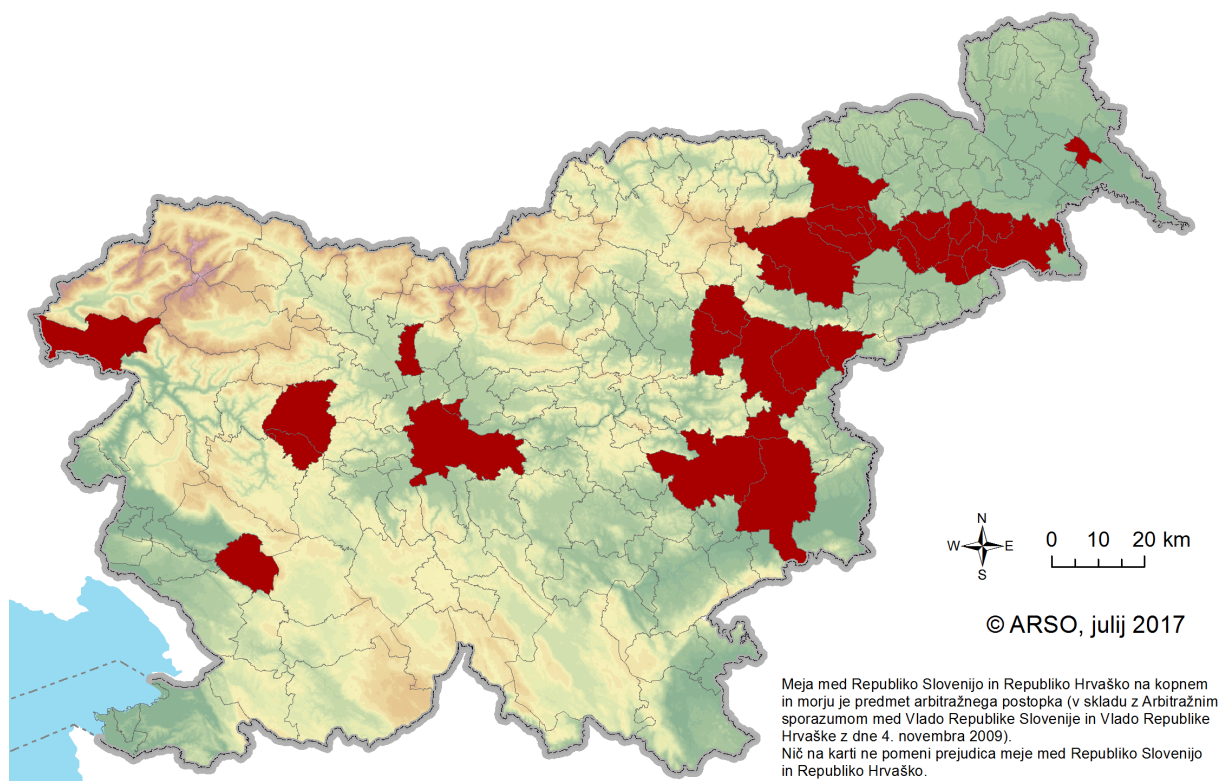 N
W E
S
0 10 20 km
© ARSO, julij 2017
Meja med Republiko Slovenijo in Republiko Hrvaško na kopnem
in morju je predmet arbitražnega postopka (v skladu z Arbitražnim
sporazumom med Vlado Republike Slovenije in Vlado Republike
Hrvaške z dne 4. novembra 2009).
Nič na karti ne pomeni prejudica meje med Republiko Slovenijo
in Republiko Hrvaško.